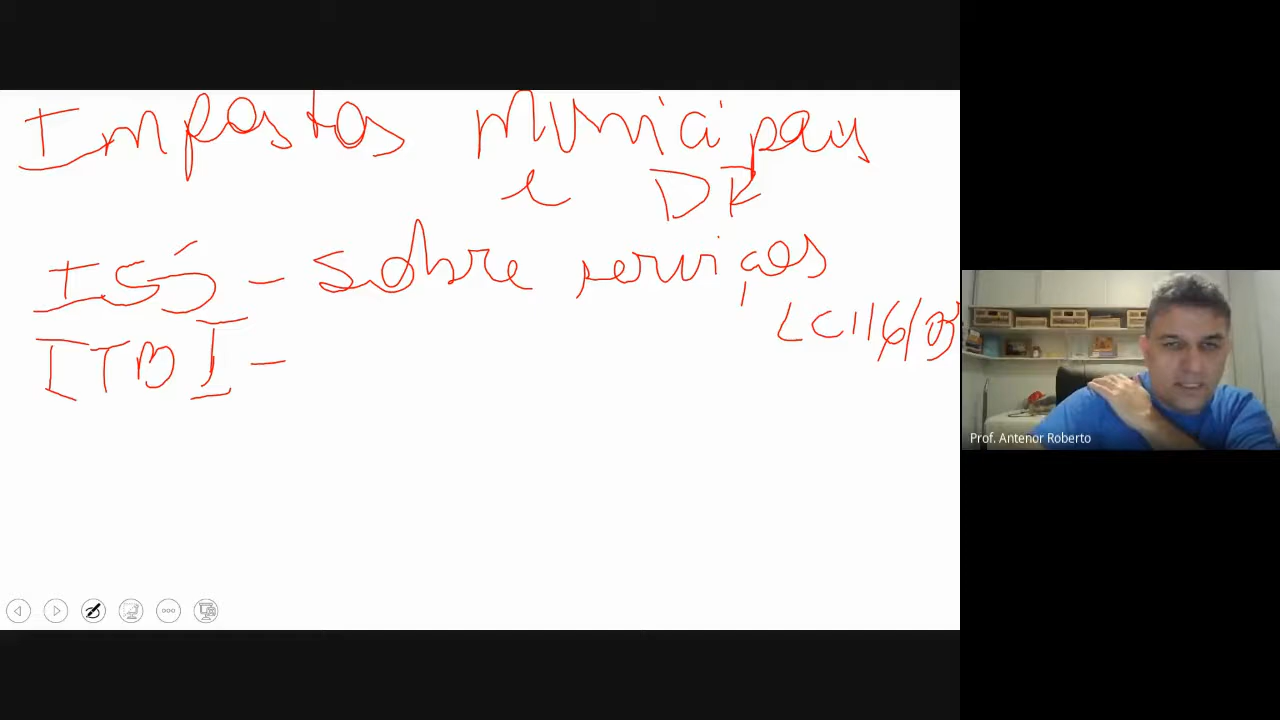 Impostos Municipais
e DF
ISS - sobre serviços
LC 116/03
ITBI -
Prof. Antenor Roberto